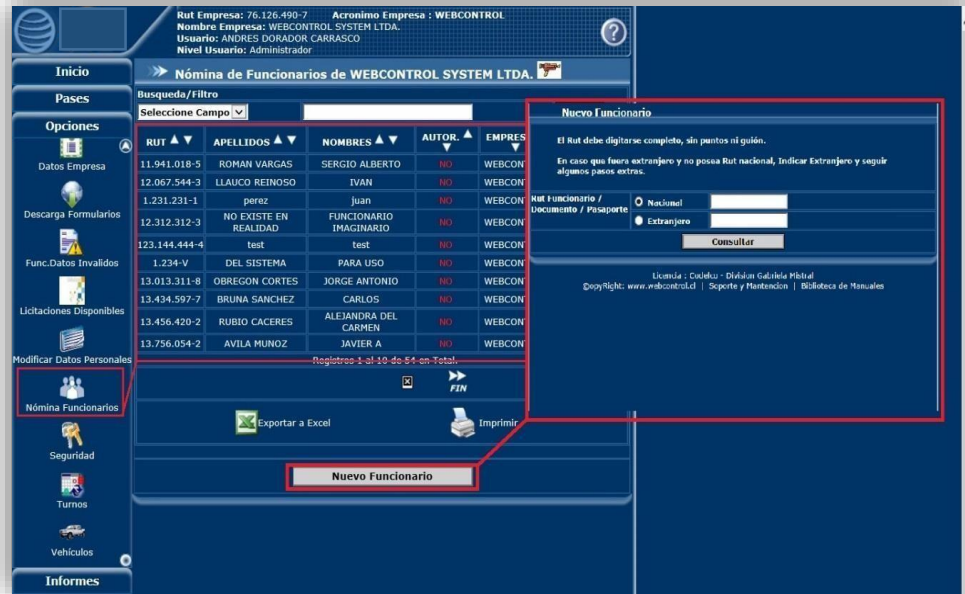 Rut Empresa: 76.126.490-7 Acronimo Empresa : WEBCONTROL
Nombre Empresa: WEBCONTROL SYSTEM LTDA.
Usuario: ANDRES DORADOR CARRASCO
Nivel Usuario: Administrador
?
Inicio
Pases
Opciones
Datos Empresa
Descarga Formularios
Func.Datos Invalidos
Licitaciones Disponibles
Modificar Datos Personales
Nómina Funcionarios
Seguridad
Turnos
Vehículos
Informes
Nómina de Funcionarios de WEBCONTROL SYSTEM LTDA.
Busqueda/Filtro
Seleccione Campo
RUT APELLIDOS NOMBRES AUTOR. EMPRES
11.941.018-5 ROMAN VARGAS SERGIO ALBERTO NO WEBCON
12.067.544-3 LLAUCO REINOSO IVAN NO WEBCON
1.231.231-1 perez juan NO WEBCON
12.312.312-3 NO EXISTE EN REALIDAD FUNCIONARIO IMAGINARIO NO WEBCON
123.144.444-4 test test NO WEBCON
1.234-V DEL SISTEMA PARA USO NO WEBCON
13.013.311-8 OBREGON CORTES JORGE ANTONIO NO WEBCON
13.434.597-7 BRUNA SANCHEZ CARLOS NO WEBCON
13.456.420-2 RUBIO CACERES ALEJANDRA DEL CARMEN NO WEBCON
13.756.054-2 AVILA MUNOZ JAVIER A NO WEBCON
Registros 1 al 10 de 54 en Total.
FIN
Exportar a Excel Imprimir
Nuevo Funcionario
Nuevo Funcionario
El Rut debe digitarse completo, sin puntos ni guión.
En caso que fuera extranjero y no posea Rut nacional, Indicar Extranjero y seguir
algunos pasos extras.
Rut Funcionario /
Documento / Pasaporte
Nacional
Extranjero
Consultar
Licencia : Codelco - Division Gabriela Mistral
CopyRight: www.webcontrol.cl | Soporte y Mantencion | Biblioteca de Manuales